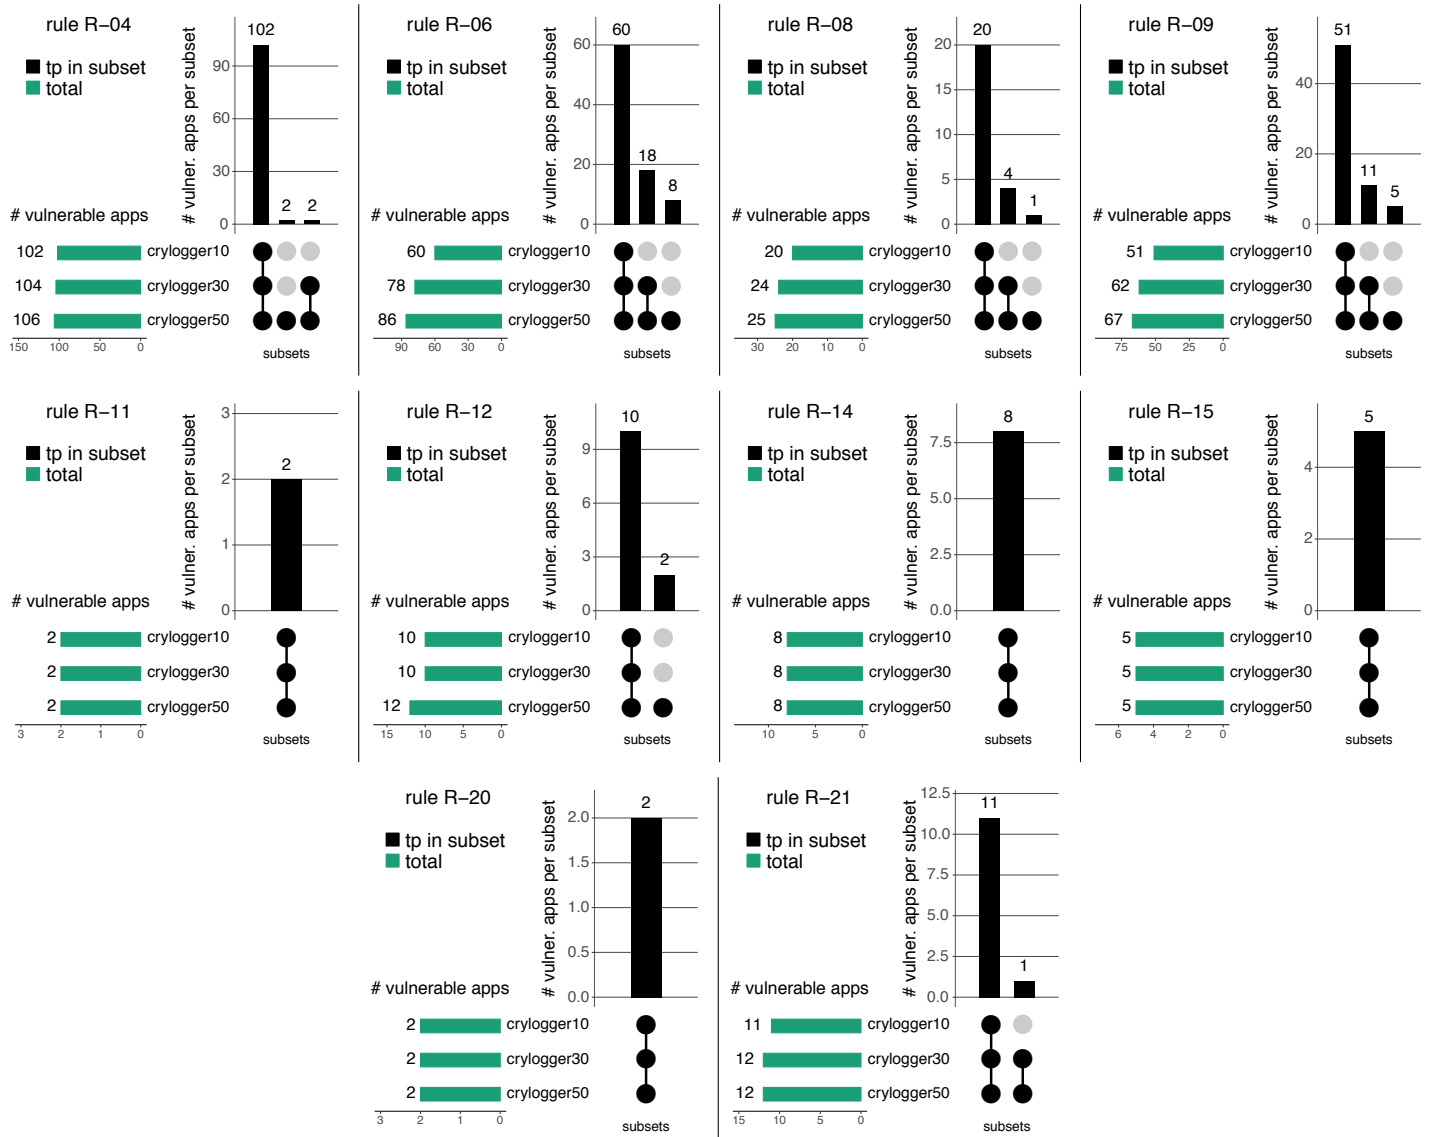 rule R−04
tp in subset
total
# vulner. apps per subset
90
60
30
0
102
2
2
# vulnerable apps
102
crylogger10
104
crylogger30
106
crylogger50
150
100
50
0
subsets
rule R−06
tp in subset
total
# vulner. apps per subset
60
40
20
0
60
18
8
# vulnerable apps
60
crylogger10
78
crylogger30
86
crylogger50
90
60
30
0
subsets
rule R−08
tp in subset
total
# vulner. apps per subset
20
15
10
5
0
20
4
1
# vulnerable apps
20
crylogger10
24
crylogger30
25
crylogger50
30
20
10
0
subsets
rule R−09
tp in subset
total
# vulner. apps per subset
40
20
0
51
11
5
# vulnerable apps
51
crylogger10
62
crylogger30
67
crylogger50
75
50
25
0
subsets
rule R−11
tp in subset
total
# vulner. apps per subset
3
2
1
0
2
# vulnerable apps
2
crylogger10
2
crylogger30
2
crylogger50
3
2
1
0
subsets
rule R−12
tp in subset
total
# vulner. apps per subset
9
6
3
0
10
2
# vulnerable apps
10
crylogger10
10
crylogger30
12
crylogger50
15
10
5
0
subsets
rule R−14
tp in subset
total
# vulner. apps per subset
7.5
5.0
2.5
0.0
8
# vulnerable apps
8
crylogger10
8
crylogger30
8
crylogger50
10
5
0
subsets
rule R−15
tp in subset
total
# vulner. apps per subset
4
2
0
5
# vulnerable apps
5
crylogger10
5
crylogger30
5
crylogger50
6
4
2
0
subsets
rule R−20
tp in subset
total
# vulner. apps per subset
2.0
1.5
1.0
0.5
0.0
2
# vulnerable apps
2
crylogger10
2
crylogger30
2
crylogger50
3
2
1
0
subsets
rule R−21
tp in subset
total
# vulner. apps per subset
12.5
10.0
7.5
5.0
2.5
0.0
11
1
# vulnerable apps
11
crylogger10
12
crylogger30
12
crylogger50
15
10
5
0
subsets